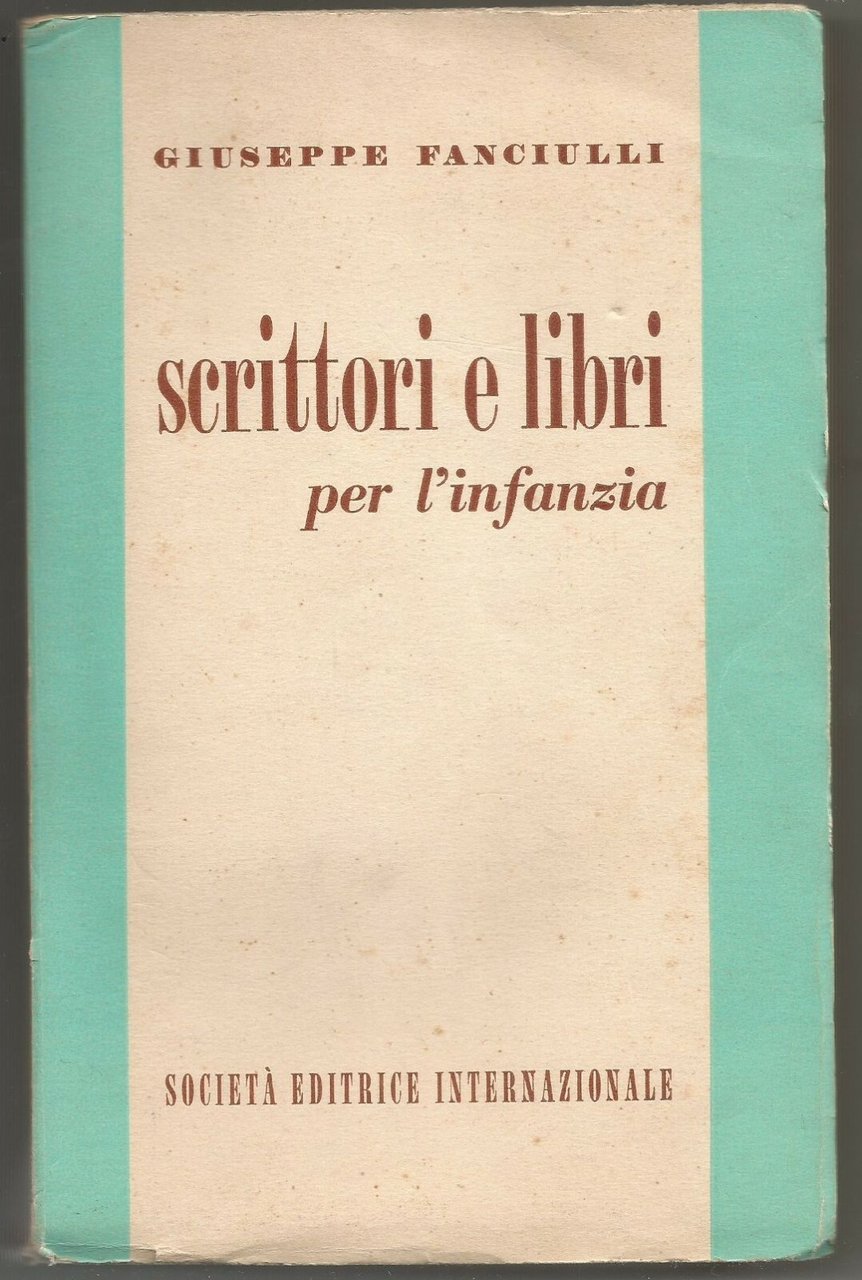 GIUSEPPE FANCIULLI
scrittori e libri
per l'infanzia
SOCIETÀ EDITRICE INTERNAZIONALE